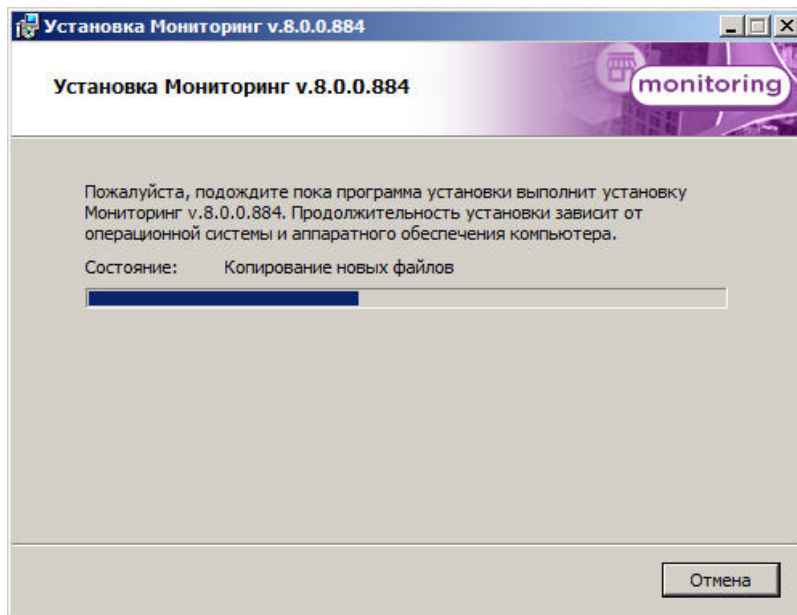 Установка Мониторинг v.8.0.0.884
Установка Мониторинг v.8.0.0.884
monitoring
Пожалуйста, подождите пока программа установки выполнит установку
Мониторинг v.8.0.0.884. Продолжительность установки зависит от
операционной системы и аппаратного обеспечения компьютера.
Состояние: Копирование новых файлов
Отмена